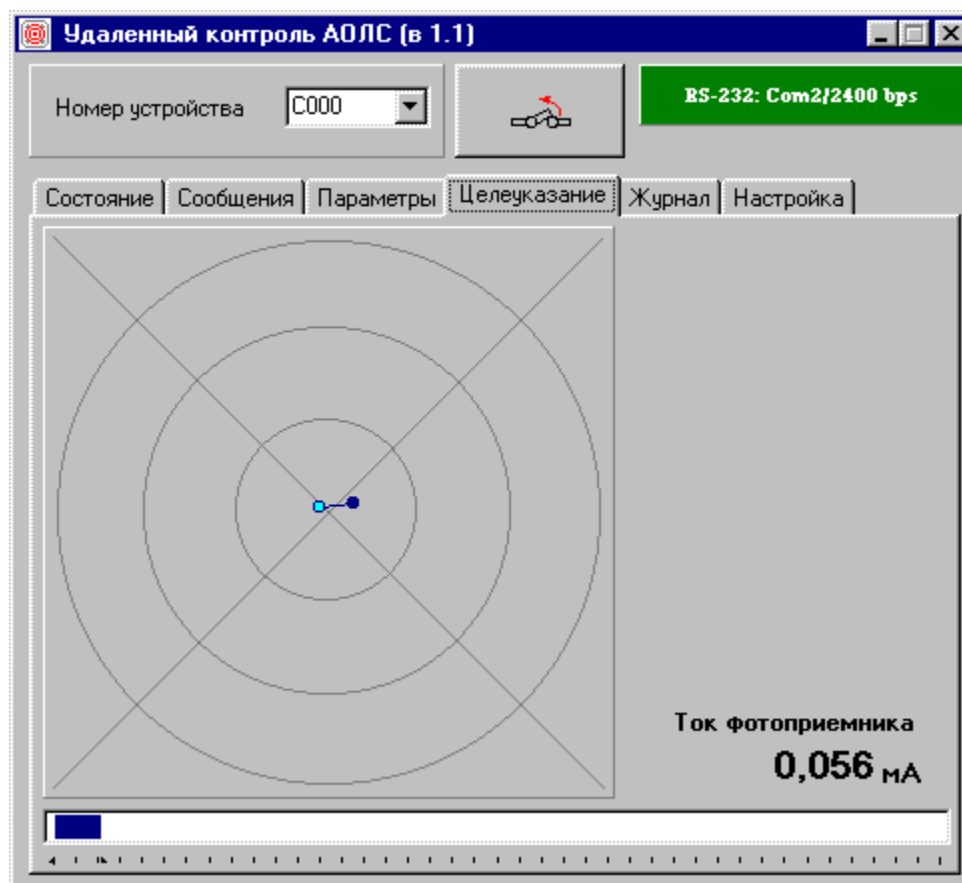 Удаленный контроль АОЛС (в 1.1)
Номер устройства
C000
RS-232: Com2/2400 bps
Состояние
Сообщения
Параметры
Целеуказание
Журнал
Настройка
Ток фотоприемника
0,056 мА